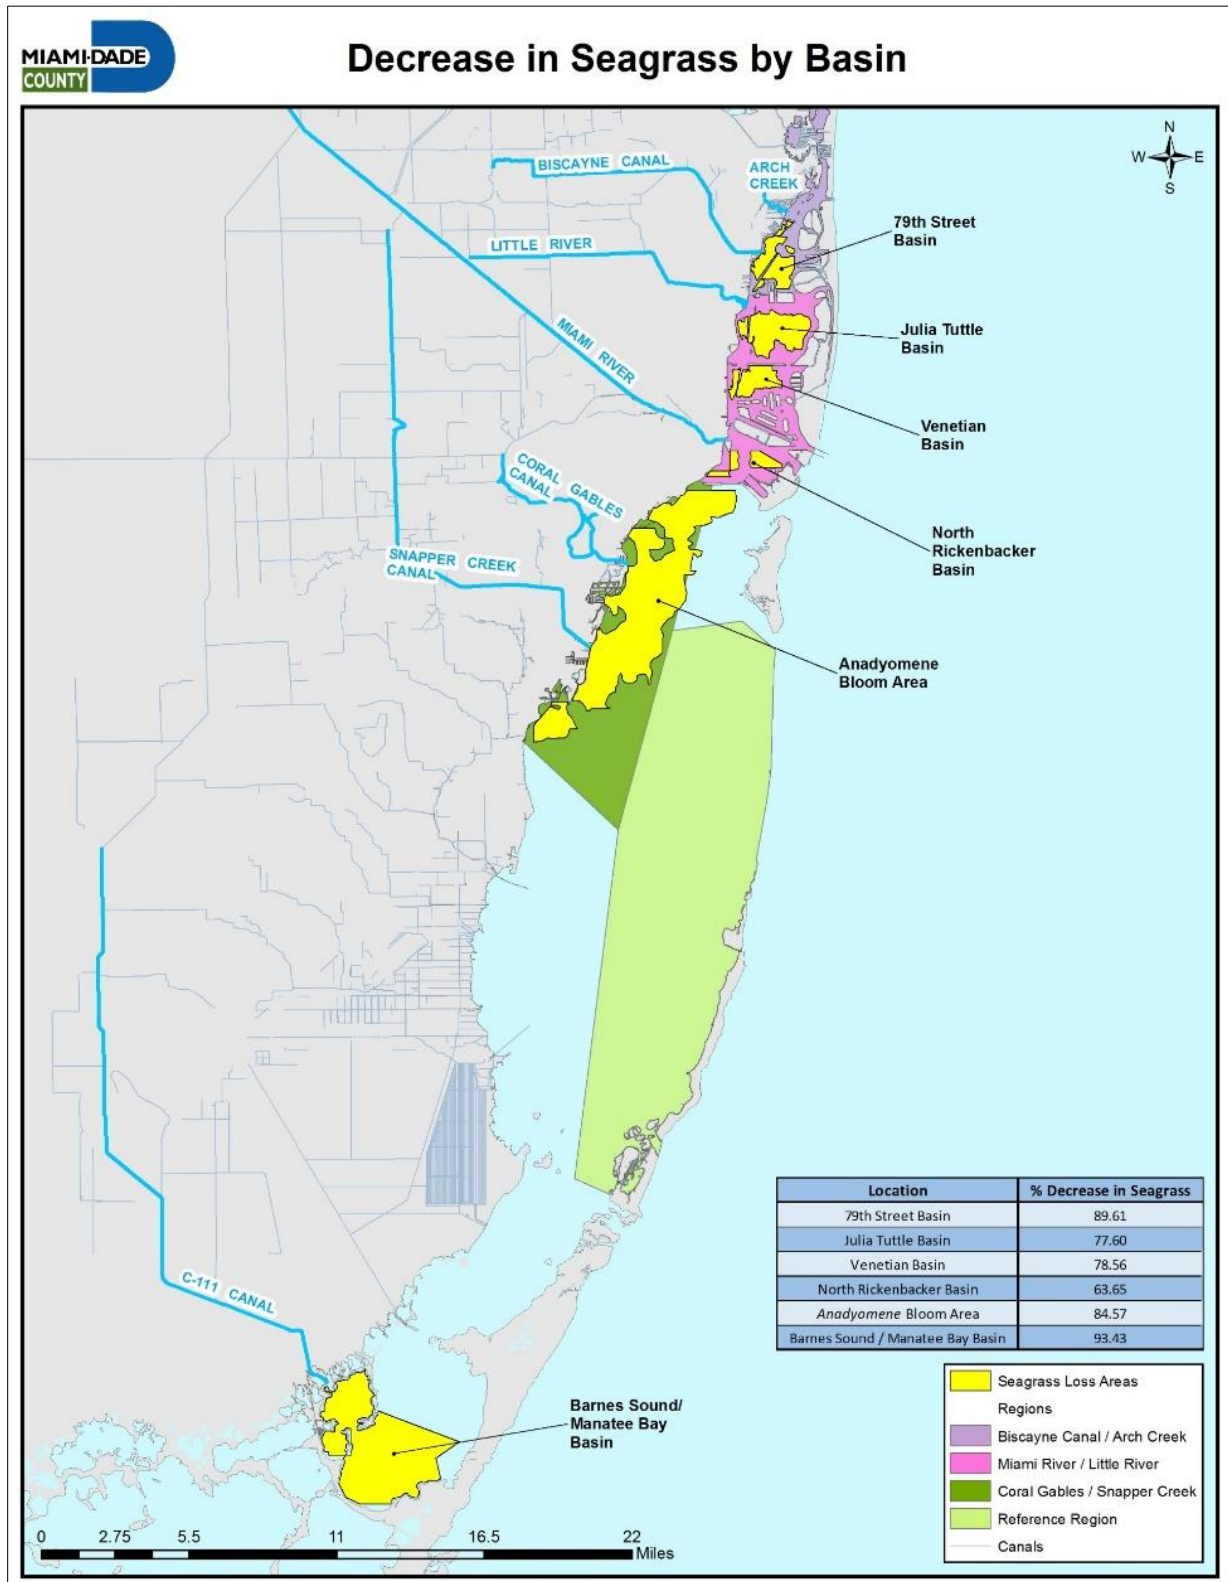 MIAMI-DADE
COUNTY
Decrease in Seagrass by Basin
N
W E
S
BISCAYNE CANAL
ARCH
CREEK
79th Street
Basin
LITTLE RIVER
Julia Tuttle
Basin
MIAMI RIVER
Venetian
Basin
CORAL GABLES
CANAL
North
Rickenbacker
Basin
SNAPPER CREEK
CANAL
Anadyomene
Bloom Area
C-111 CANAL
Location % Decrease in Seagrass
79th Street Basin 89.61
Julia Tuttle Basin 77.60
Venetian Basin 78.56
North Rickenbacker Basin 63.65
Anadyomene Bloom Area 84.57
Barnes Sound / Manatee Bay Basin 93.43
Barnes Sound/
Manatee Bay
Basin
Seagrass Loss Areas
Regions
Biscayne Canal / Arch Creek
Miami River / Little River
Coral Gables / Snapper Creek
Reference Region
Canals
0 2.75 5.5 11 16.5 22
Miles